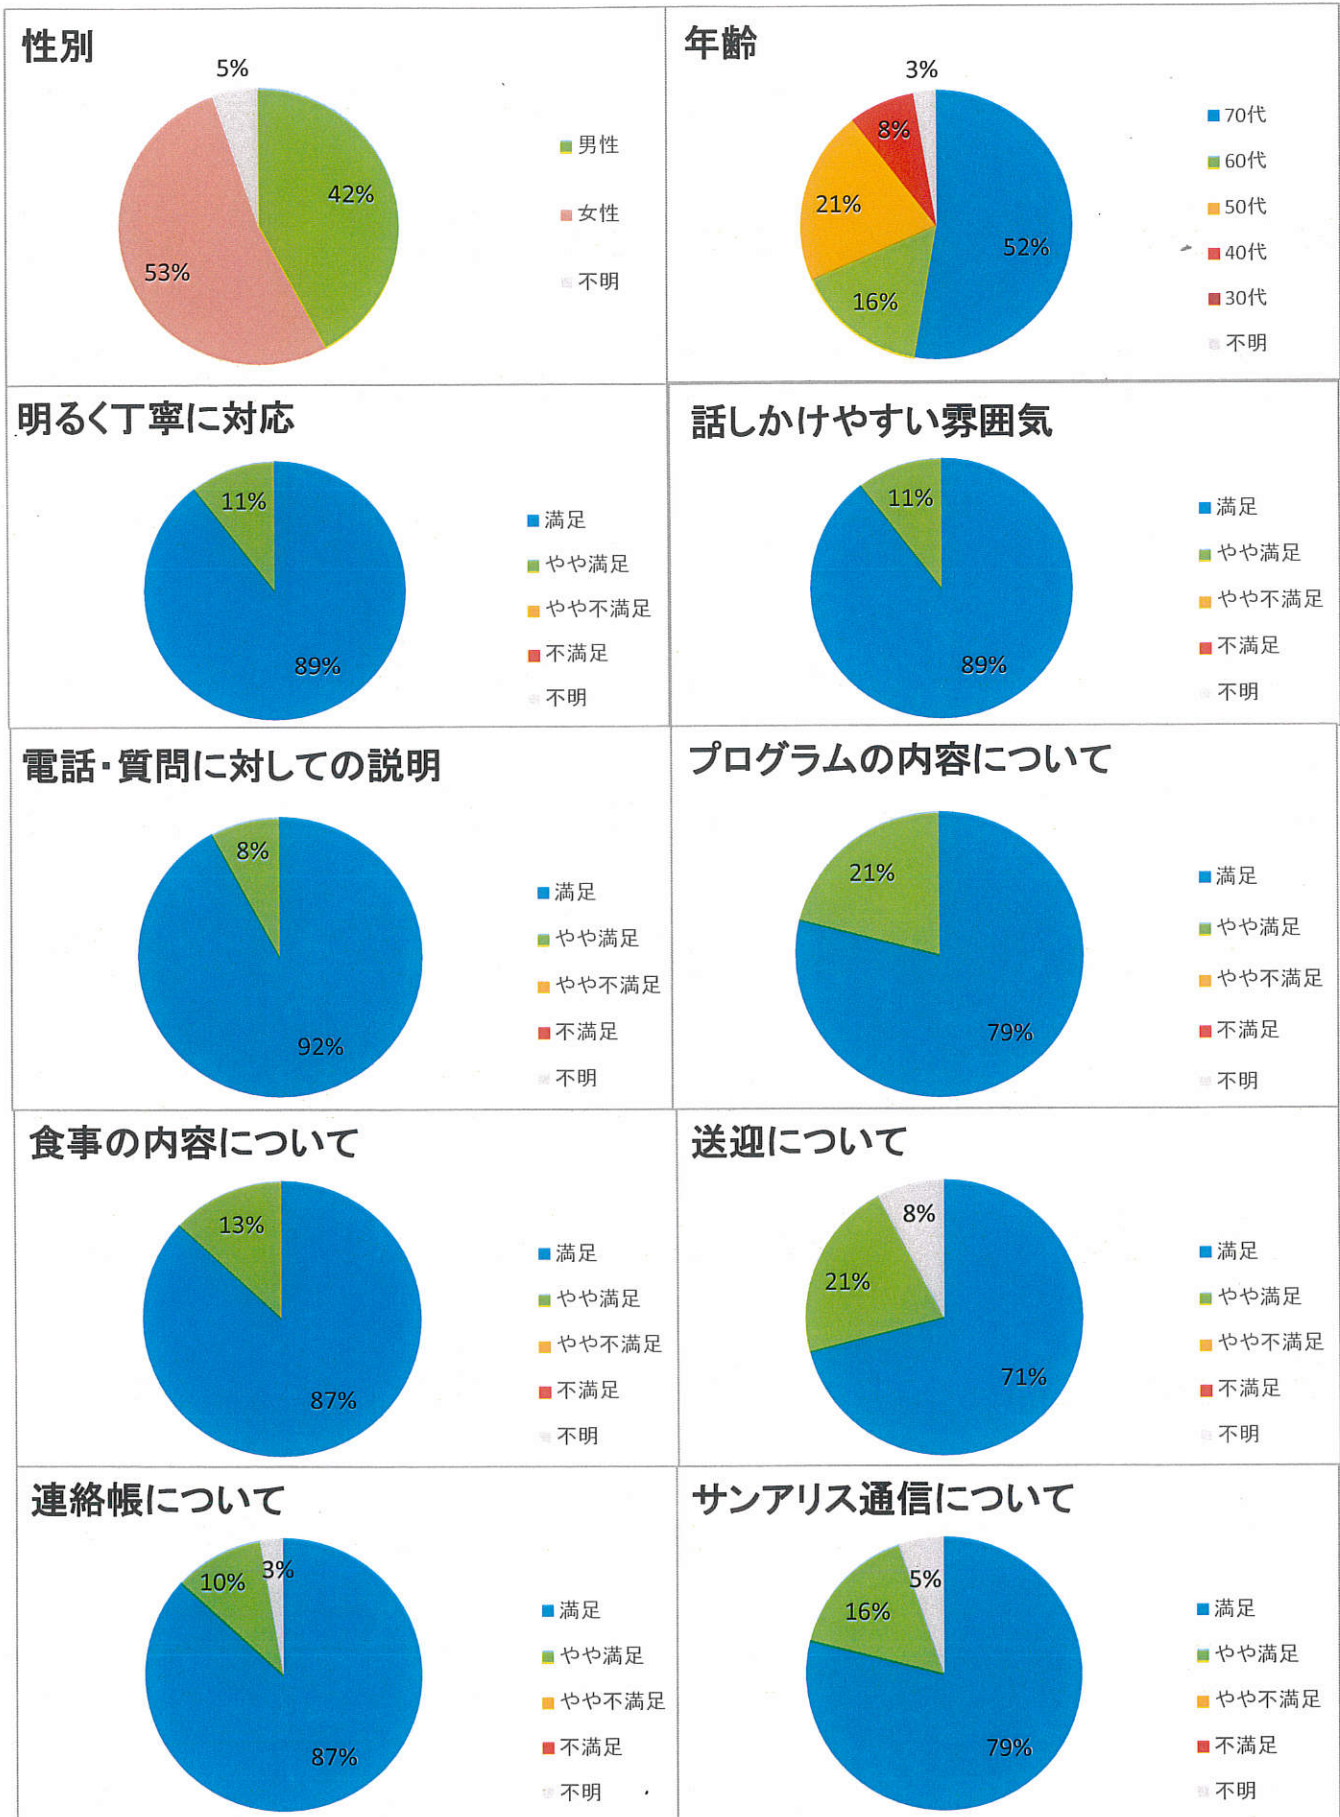 性別
5%
42%
53%
男性
女性
不明
年齢
3%
8%
21%
52%
16%
70代
60代
50代
40代
30代
不明
明るく丁寧に対応
11%
89%
満足
やや満足
やや不満足
不満足
不明
話しかけやすい雰囲気
11%
89%
満足
やや満足
やや不満足
不満足
不明
電話・質問に対しての説明
8%
92%
満足
やや満足
やや不満足
不満足
不明
プログラムの内容について
21%
79%
満足
やや満足
やや不満足
不満足
不明
食事の内容について
13%
87%
満足
やや満足
やや不満足
不満足
不明
送迎について
8%
21%
71%
満足
やや満足
やや不満足
不満足
不明
連絡帳について
3%
10%
87%
満足
やや満足
やや不満足
不満足
不明
サンアリス通信について
5%
16%
79%
満足
やや満足
やや不満足
不満足
不明